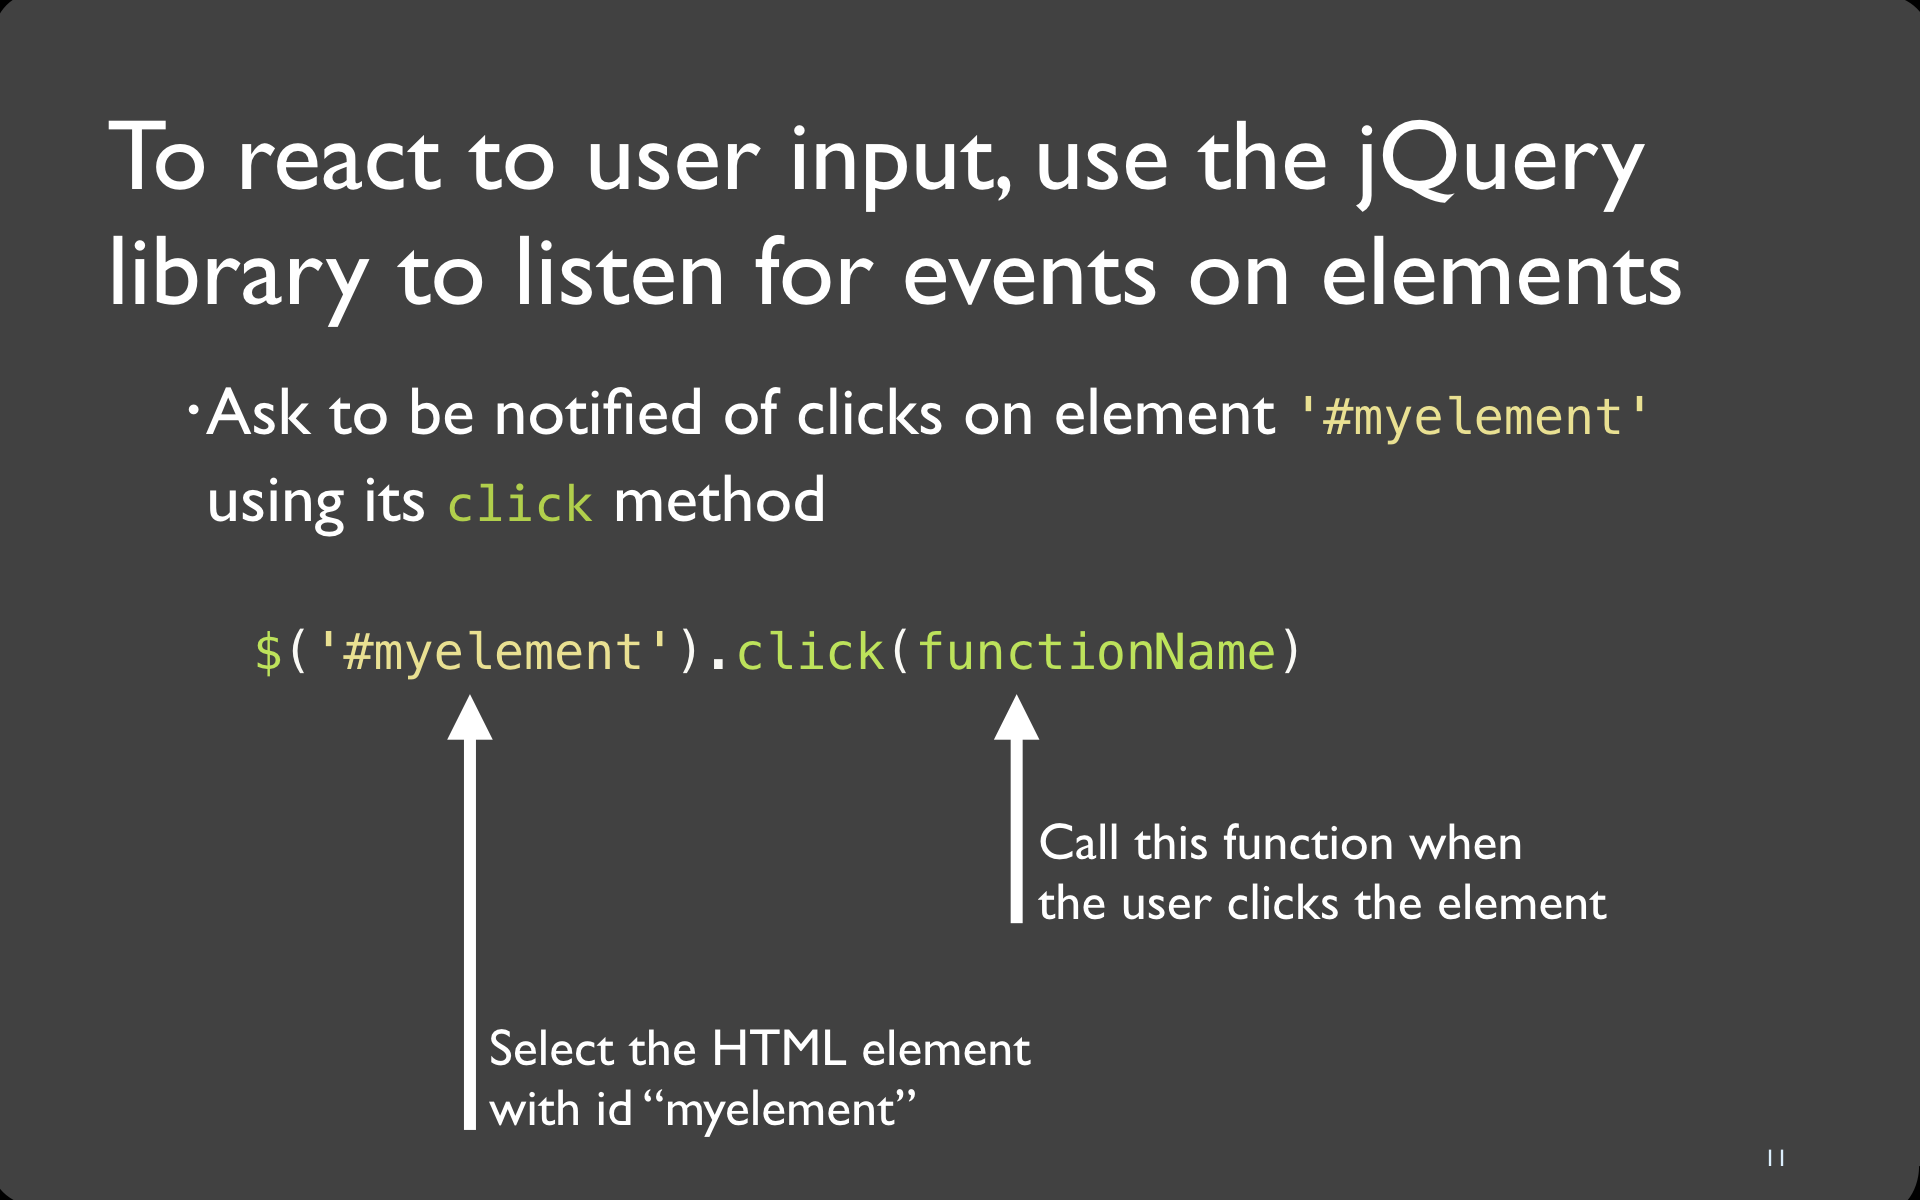 To react to user input, use the jQuery
library to listen for events on elements
•Ask to be notified of clicks on element '#myelement'
using its click method
$('#myelement').click(functionName)
Call this function when
the user clicks the element
Select the HTML element
with id “myelement”
11